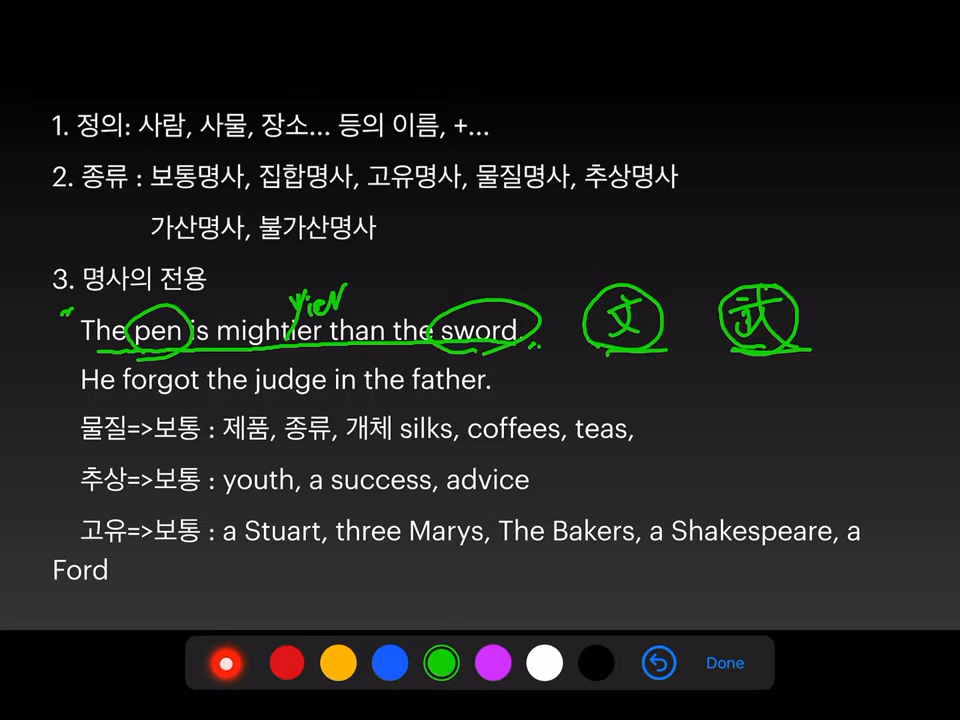 1. 정의: 사람, 사물, 장소... 등의 이름, +...
2. 종류 : 보통명사, 집합명사, 고유명사, 물질명사, 추상명사
가산명사, 불가산명사
3. 명사의 전용
The pen is mightier than the sword. 文 武
He forgot the judge in the father.
물질=>보통 : 제품, 종류, 개체 silks, coffees, teas,
추상=>보통 : youth, a success, advice
고유=>보통 : a Stuart, three Marys, The Bakers, a Shakespeare, a
Ford
Done